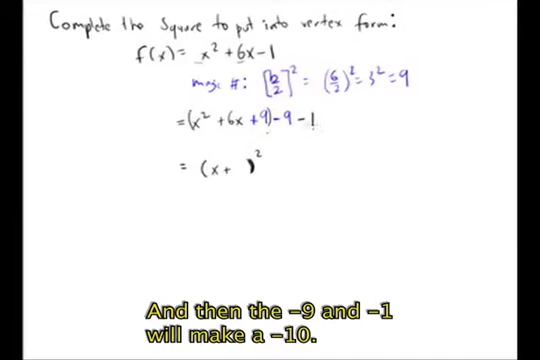 Complete the Square to put into vertex form:
f(x) = x² + 6x - 1
magic #: [b/2]² = (6/2)² = 3² = 9
= (x² + 6x + 9) - 9 - 1
= (x +  )²
And then the −9 and −1
will make a −10.